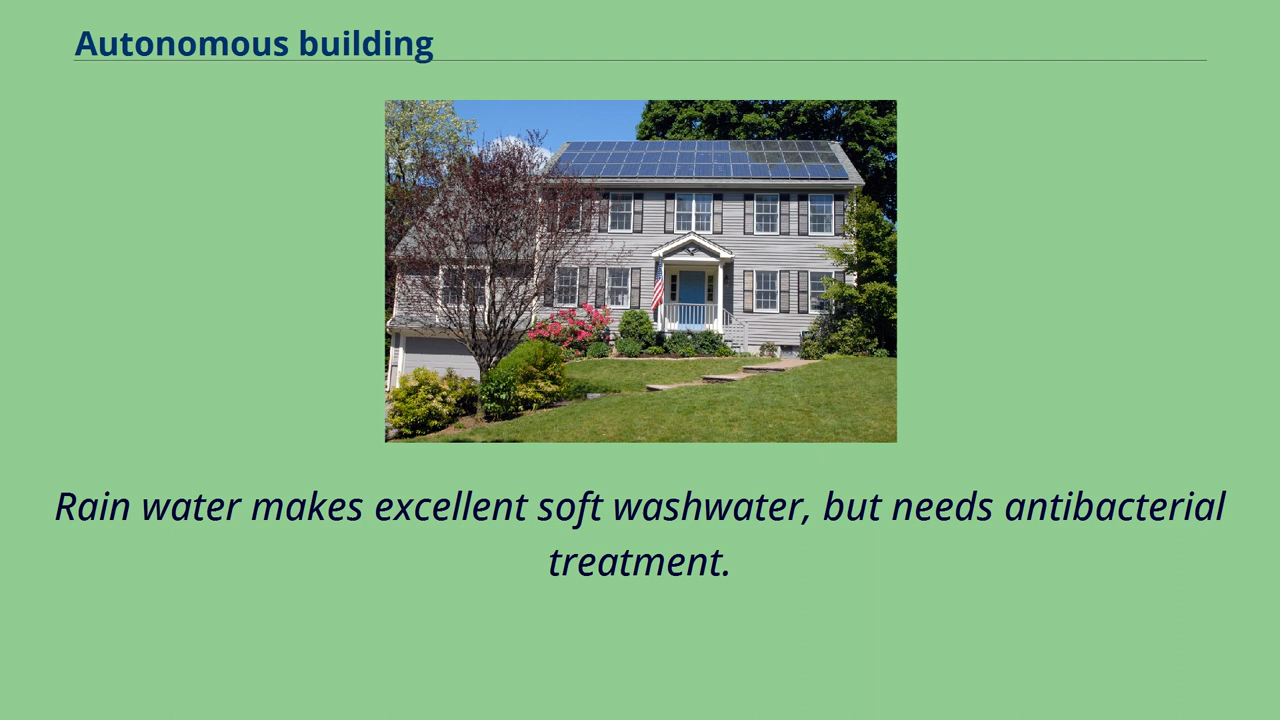 Autonomous building
Rain water makes excellent soft washwater, but needs antibacterial
treatment.